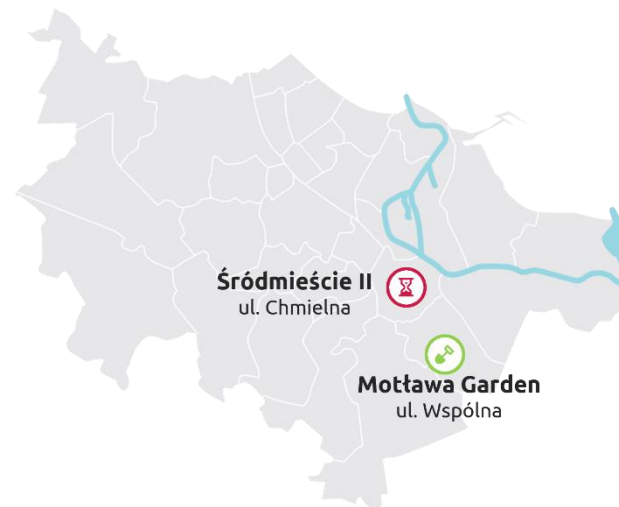 Śródmieście II
ul. Chmielna
Motława Garden
ul. Wspólna